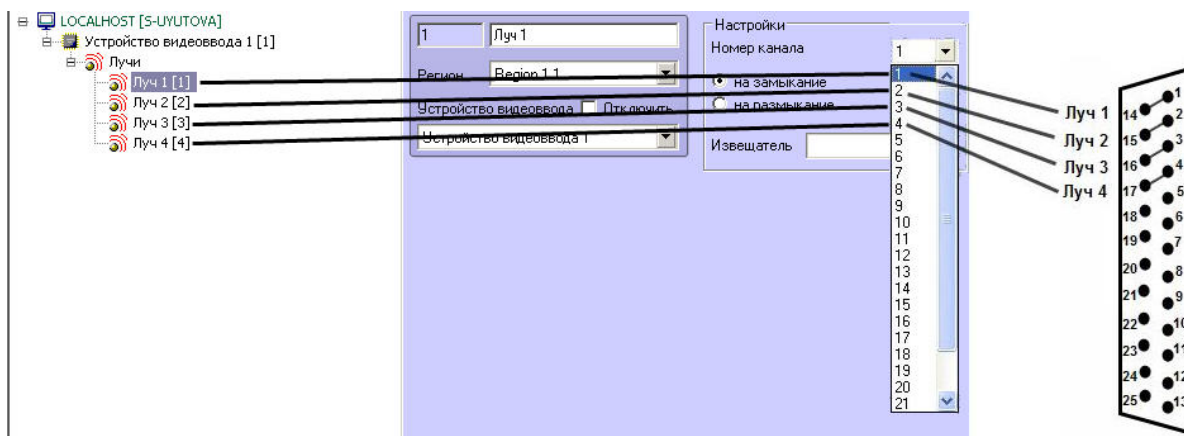 LOCALHOST [S-UYUTOVA]
Устройство видеоввода 1 [1]
Лучи
Луч 1 [1]
Луч 2 [2]
Луч 3 [3]
Луч 4 [4]
1
Луч 1
Регион
Region 1.1
Устройство видеоввода
Отключить
Устройство видеоввода 1
Настройки
Номер канала
1
на замыкание
на размыкание
Извещатель
1
2
3
4
5
6
7
8
9
10
11
12
13
14
15
16
17
18
19
20
21
Луч 1
Луч 2
Луч 3
Луч 4
1
14
2
15
3
16
4
17
5
18
6
19
7
20
8
21
9
22
10
23
11
24
12
25
13